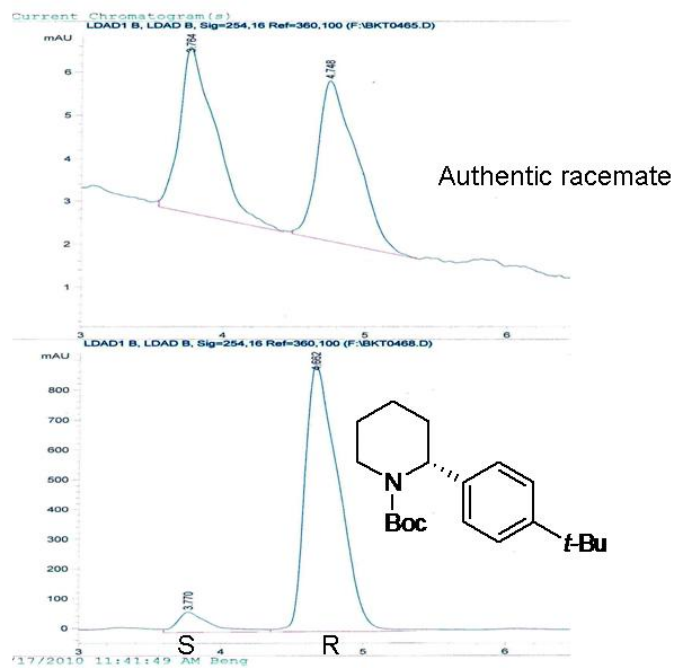 Current Chromatogram(s)
LDAD1 B, LDAD B, Sig=254,16 Ref=360,100 (F:\BKT0465.D)
mAU
3.764
4.748
6
5
4
3
2
1
Authentic racemate
3 4 5 6
LDAD1 B, LDAD B, Sig=254,16 Ref=360,100 (F:\BKT0468.D)
mAU
4.662
800
700
600
500
400
300
200
100
0
N
Boc
t-Bu
3.770
S R
3 4 5 6
/17/2010 11:41:49 AM Beng